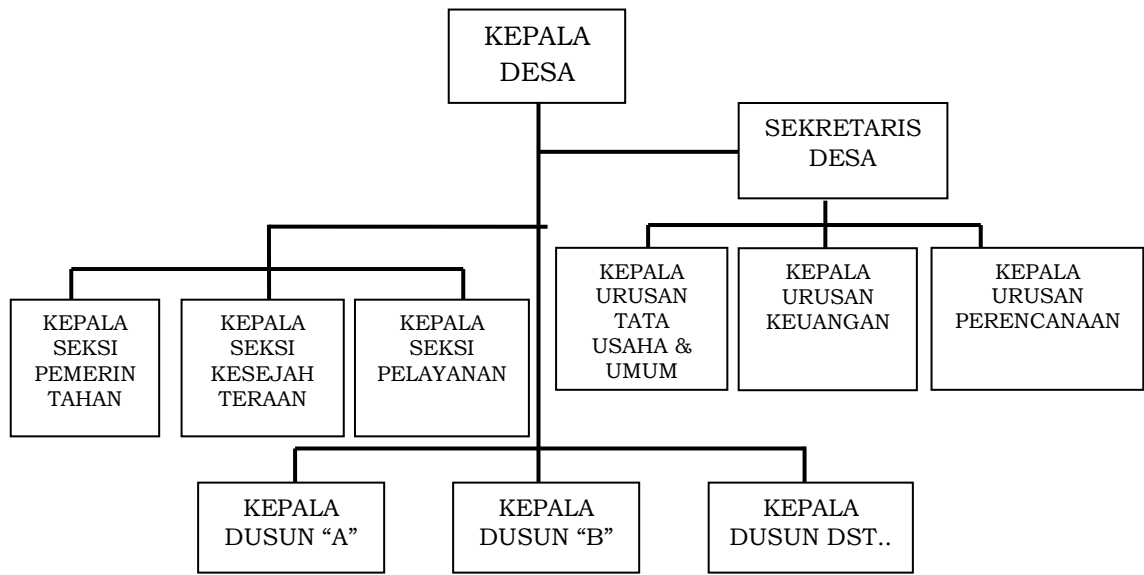 KEPALA
DESA
SEKRETARIS
DESA
KEPALA
URUSAN
TATA
USAHA &
UMUM
KEPALA
URUSAN
KEUANGAN
KEPALA
URUSAN
PERENCANAAN
KEPALA
SEKSI
PEMERIN
TAHAN
KEPALA
SEKSI
KESEJAH
TERAAN
KEPALA
SEKSI
PELAYANAN
KEPALA
DUSUN “A”
KEPALA
DUSUN “B”
KEPALA
DUSUN DST..